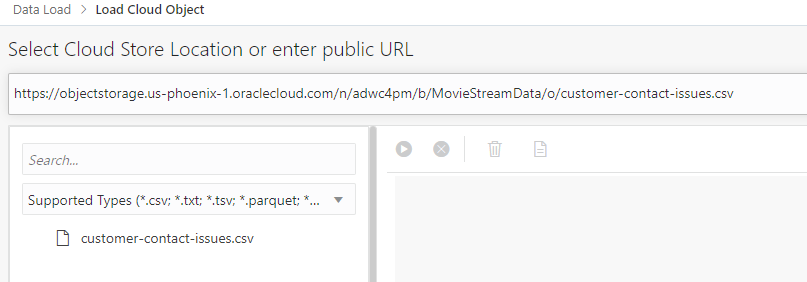 Data Load > Load Cloud Object
Select Cloud Store Location or enter public URL
https://objectstorage.us-phoenix-1.oraclecloud.com/n/adwc4pm/b/MovieStreamData/o/customer-contact-issues.csv
Search...
Supported Types (*.csv; *.txt; *.tsv; *.parquet; *...
customer-contact-issues.csv